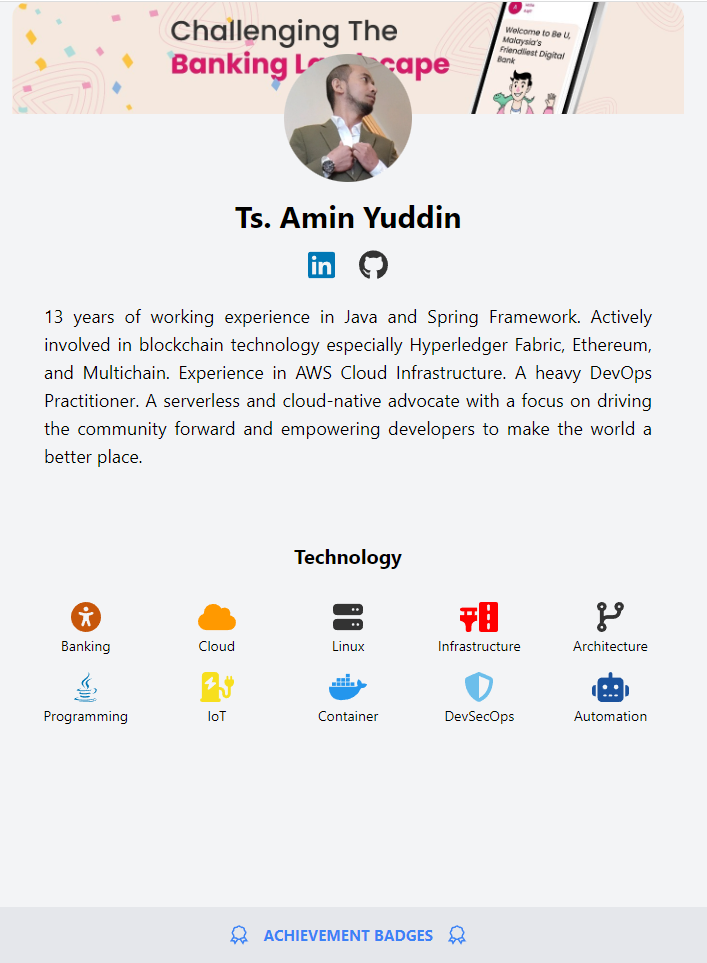 Challenging The
Banking La cape
Welcome to Be U,
Malaysia's
Friendliest Digital
Bank
Ts. Amin Yuddin
in
13 years of working experience in Java and Spring Framework. Actively
involved in blockchain technology especially Hyperledger Fabric, Ethereum,
and Multichain. Experience in AWS Cloud Infrastructure. A heavy DevOps
Practitioner. A serverless and cloud-native advocate with a focus on driving
the community forward and empowering developers to make the world a
better place.
Technology
Banking Cloud Linux Infrastructure Architecture
Programming IoT Container DevSecOps Automation
ACHIEVEMENT BADGES